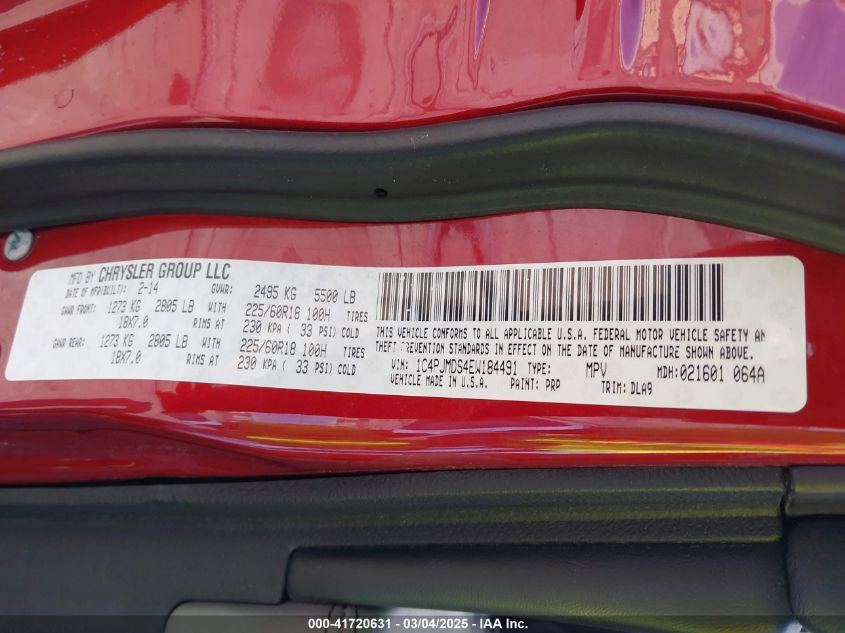 MFD BY CHRYSLER GROUP LLC
DATE OF MFR(BUILT): 2-14 GVWR: 2495 KG 5500 LB
GAWR FRONT: 1273 KG 2805 LB WITH 225/60R18 100H TIRES
18X7.0 RIMS AT 230 KPA ( 33 PSI) COLD
GAWR REAR: 1273 KG 2805 LB WITH 225/60R18 100H TIRES
18X7.0 RIMS AT 230 KPA ( 33 PSI) COLD
THIS VEHICLE CONFORMS TO ALL APPLICABLE U.S.A. FEDERAL MOTOR VEHICLE SAFETY AN
THEFT PREVENTION STANDARDS IN EFFECT ON THE DATE OF MANUFACTURE SHOWN ABOVE.
VIN: 1C4PJMDS4EW184491 TYPE: MPV MDH:021601 064A
VEHICLE MADE IN U.S.A. PAINT: PRP TRIM: DLA9
000-41720631 - 03/04/2025 - IAA Inc.